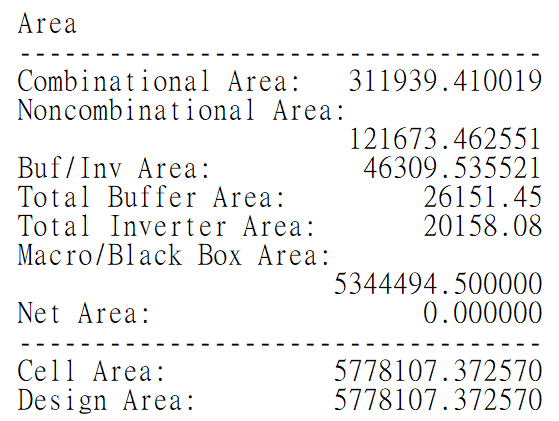 Area
-----------------------------------
Combinational Area:   311939.410019
Noncombinational Area:
                      121673.462551
Buf/Inv Area:          46309.535521
Total Buffer Area:         26151.45
Total Inverter Area:       20158.08
Macro/Black Box Area:
                     5344494.500000
Net Area:                  0.000000
-----------------------------------
Cell Area:           5778107.372570
Design Area:         5778107.372570